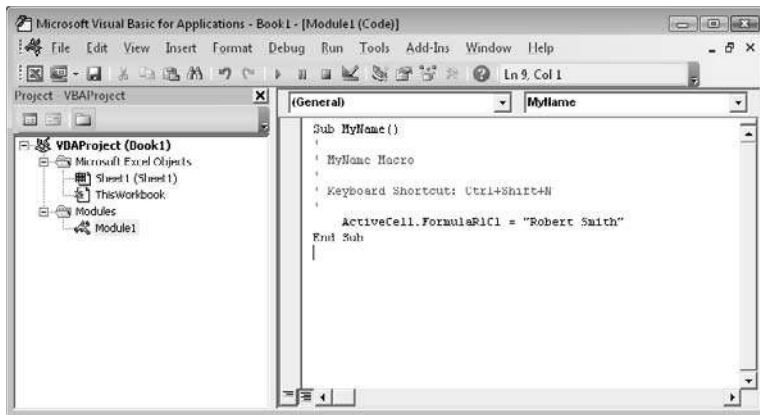 Microsoft Visual Basic for Applications - Book1 - [Module1 (Code)]
File Edit View Insert Format Debug Run Tools Add-Ins Window Help
Ln 9, Col 1
Project - VBAProject
(General)
MyName
VBAProject (Book1)
Microsoft Excel Objects
Sheet1 (Sheet1)
ThisWorkbook
Modules
Module1
Sub MyName()
'
' MyName Macro
'
' Keyboard Shortcut: Ctrl+Shift+N
'
ActiveCell.FormulaR1C1 = "Robert Smith"
End Sub